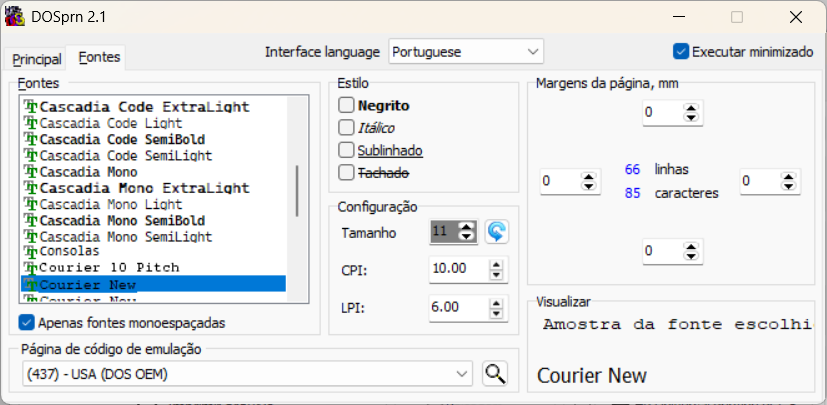 DOSprn 2.1
Principal
Fontes
Interface language
Portuguese
Executar minimizado
Fontes
Cascadia Code ExtraLight
Cascadia Code Light
Cascadia Code SemiBold
Cascadia Code SemiLight
Cascadia Mono
Cascadia Mono ExtraLight
Cascadia Mono Light
Cascadia Mono SemiBold
Cascadia Mono SemiLight
Consolas
Courier 10 Pitch
Courier New
Courier New
Apenas fontes monoespaçadas
Estilo
Negrito
Itálico
Sublinhado
Tachado
Configuração
Tamanho 11
CPI: 10.00
LPI: 6.00
Margens da página, mm
0
0
66 linhas
85 caracteres
0
0
Visualizar
Amostra da fonte escolhi
Courier New
Página de código de emulação
(437) - USA (DOS OEM)